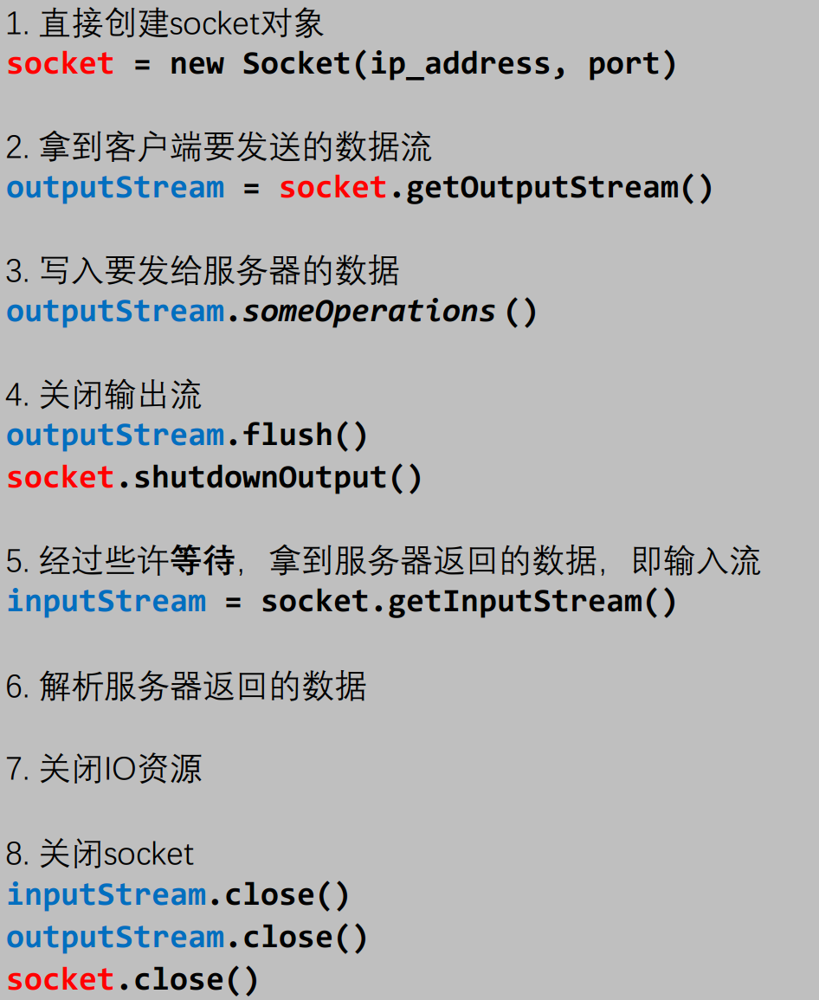 1. 直接创建socket对象
socket = new Socket(ip_address, port)
2. 拿到客户端要发送的数据流
outputStream = socket.getOutputStream()
3. 写入要发给服务器的数据
outputStream.someOperations()
4. 关闭输出流
outputStream.flush()
socket.shutdownOutput()
5. 经过些许等待，拿到服务器返回的数据，即输入流
inputStream = socket.getInputStream()
6. 解析服务器返回的数据
7. 关闭IO资源
8. 关闭socket
inputStream.close()
outputStream.close()
socket.close()